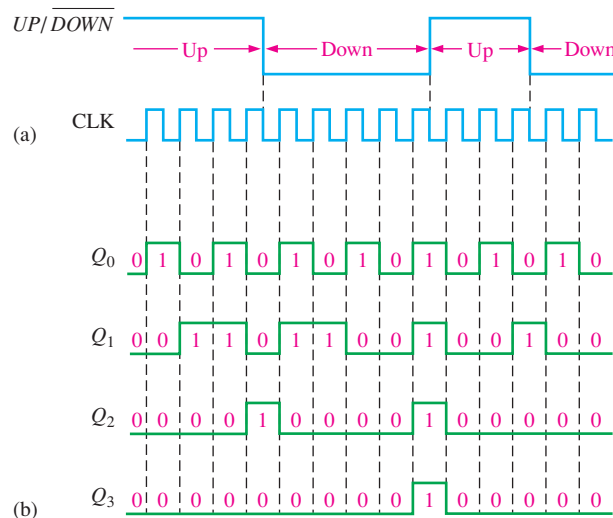 UP/DOWN
Up Down Up Down
(a) CLK
Q0 0 1 0 1 0 1 0 1 0 1 0 1 0 1 0
Q1 0 0 1 1 0 1 1 0 0 1 0 0 1 0 0
Q2 0 0 0 0 1 0 0 0 0 1 0 0 0 0 0
(b) Q3 0 0 0 0 0 0 0 0 0 1 0 0 0 0 0